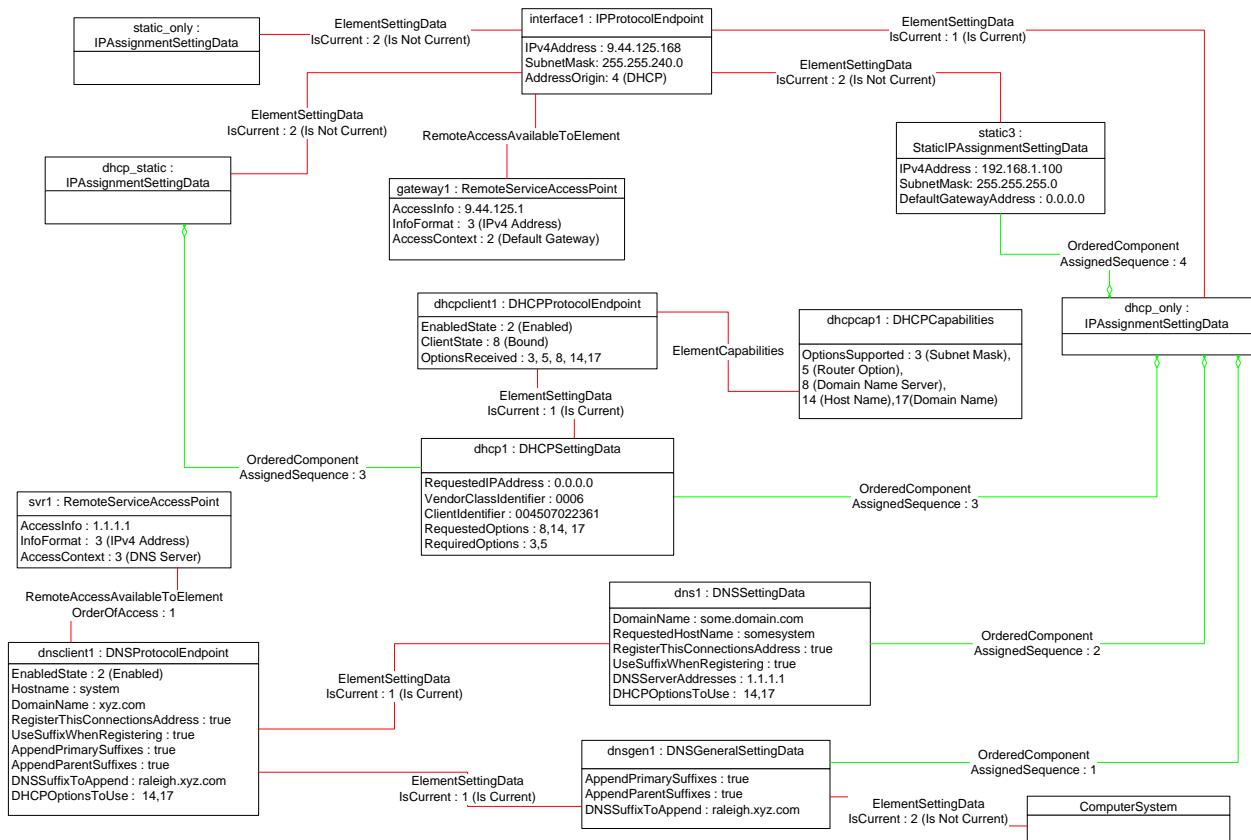 static_only :
IPAssignmentSettingData
ElementSettingData
IsCurrent : 2 (Is Not Current)
interface1 : IPProtocolEndpoint
IPv4Address : 9.44.125.168
SubnetMask: 255.255.240.0
AddressOrigin: 4 (DHCP)
ElementSettingData
IsCurrent : 1 (Is Current)
ElementSettingData
IsCurrent : 2 (Is Not Current)
ElementSettingData
IsCurrent : 2 (Is Not Current)
RemoteAccessAvailableToElement
static3 :
StaticIPAssignmentSettingData
IPv4Address : 192.168.1.100
SubnetMask: 255.255.255.0
DefaultGatewayAddress : 0.0.0.0
dhcp_static :
IPAssignmentSettingData
gateway1 : RemoteServiceAccessPoint
AccessInfo : 9.44.125.1
InfoFormat : 3 (IPv4 Address)
AccessContext : 2 (Default Gateway)
OrderedComponent
AssignedSequence : 4
dhcp_only :
IPAssignmentSettingData
dhcpclient1 : DHCPProtocolEndpoint
EnabledState : 2 (Enabled)
ClientState : 8 (Bound)
OptionsReceived : 3, 5, 8, 14,17
ElementCapabilities
dhcpcap1 : DHCPCapabilities
OptionsSupported : 3 (Subnet Mask),
5 (Router Option),
8 (Domain Name Server),
14 (Host Name),17(Domain Name)
ElementSettingData
IsCurrent : 1 (Is Current)
OrderedComponent
AssignedSequence : 3
dhcp1 : DHCPSettingData
RequestedIPAddress : 0.0.0.0
VendorClassIdentifier : 0006
ClientIdentifier : 004507022361
RequestedOptions : 8,14, 17
RequiredOptions : 3,5
OrderedComponent
AssignedSequence : 3
svr1 : RemoteServiceAccessPoint
AccessInfo : 1.1.1.1
InfoFormat : 3 (IPv4 Address)
AccessContext : 3 (DNS Server)
RemoteAccessAvailableToElement
OrderOfAccess : 1
dnsclient1 : DNSProtocolEndpoint
EnabledState : 2 (Enabled)
Hostname : system
DomainName : xyz.com
RegisterThisConnectionsAddress : true
UseSuffixWhenRegistering : true
AppendPrimarySuffixes : true
AppendParentSuffixes : true
DNSSuffixToAppend : raleigh.xyz.com
DHCPOptionsToUse : 14,17
ElementSettingData
IsCurrent : 1 (Is Current)
dns1 : DNSSettingData
DomainName : some.domain.com
RequestedHostName : somesystem
RegisterThisConnectionsAddress : true
UseSuffixWhenRegistering : true
DNSServerAddresses : 1.1.1.1
DHCPOptionsToUse : 14,17
OrderedComponent
AssignedSequence : 2
ElementSettingData
IsCurrent : 1 (Is Current)
dnsgen1 : DNSGeneralSettingData
AppendPrimarySuffixes : true
AppendParentSuffixes : true
DNSSuffixToAppend : raleigh.xyz.com
OrderedComponent
AssignedSequence : 1
ElementSettingData
IsCurrent : 2 (Is Not Current)
ComputerSystem